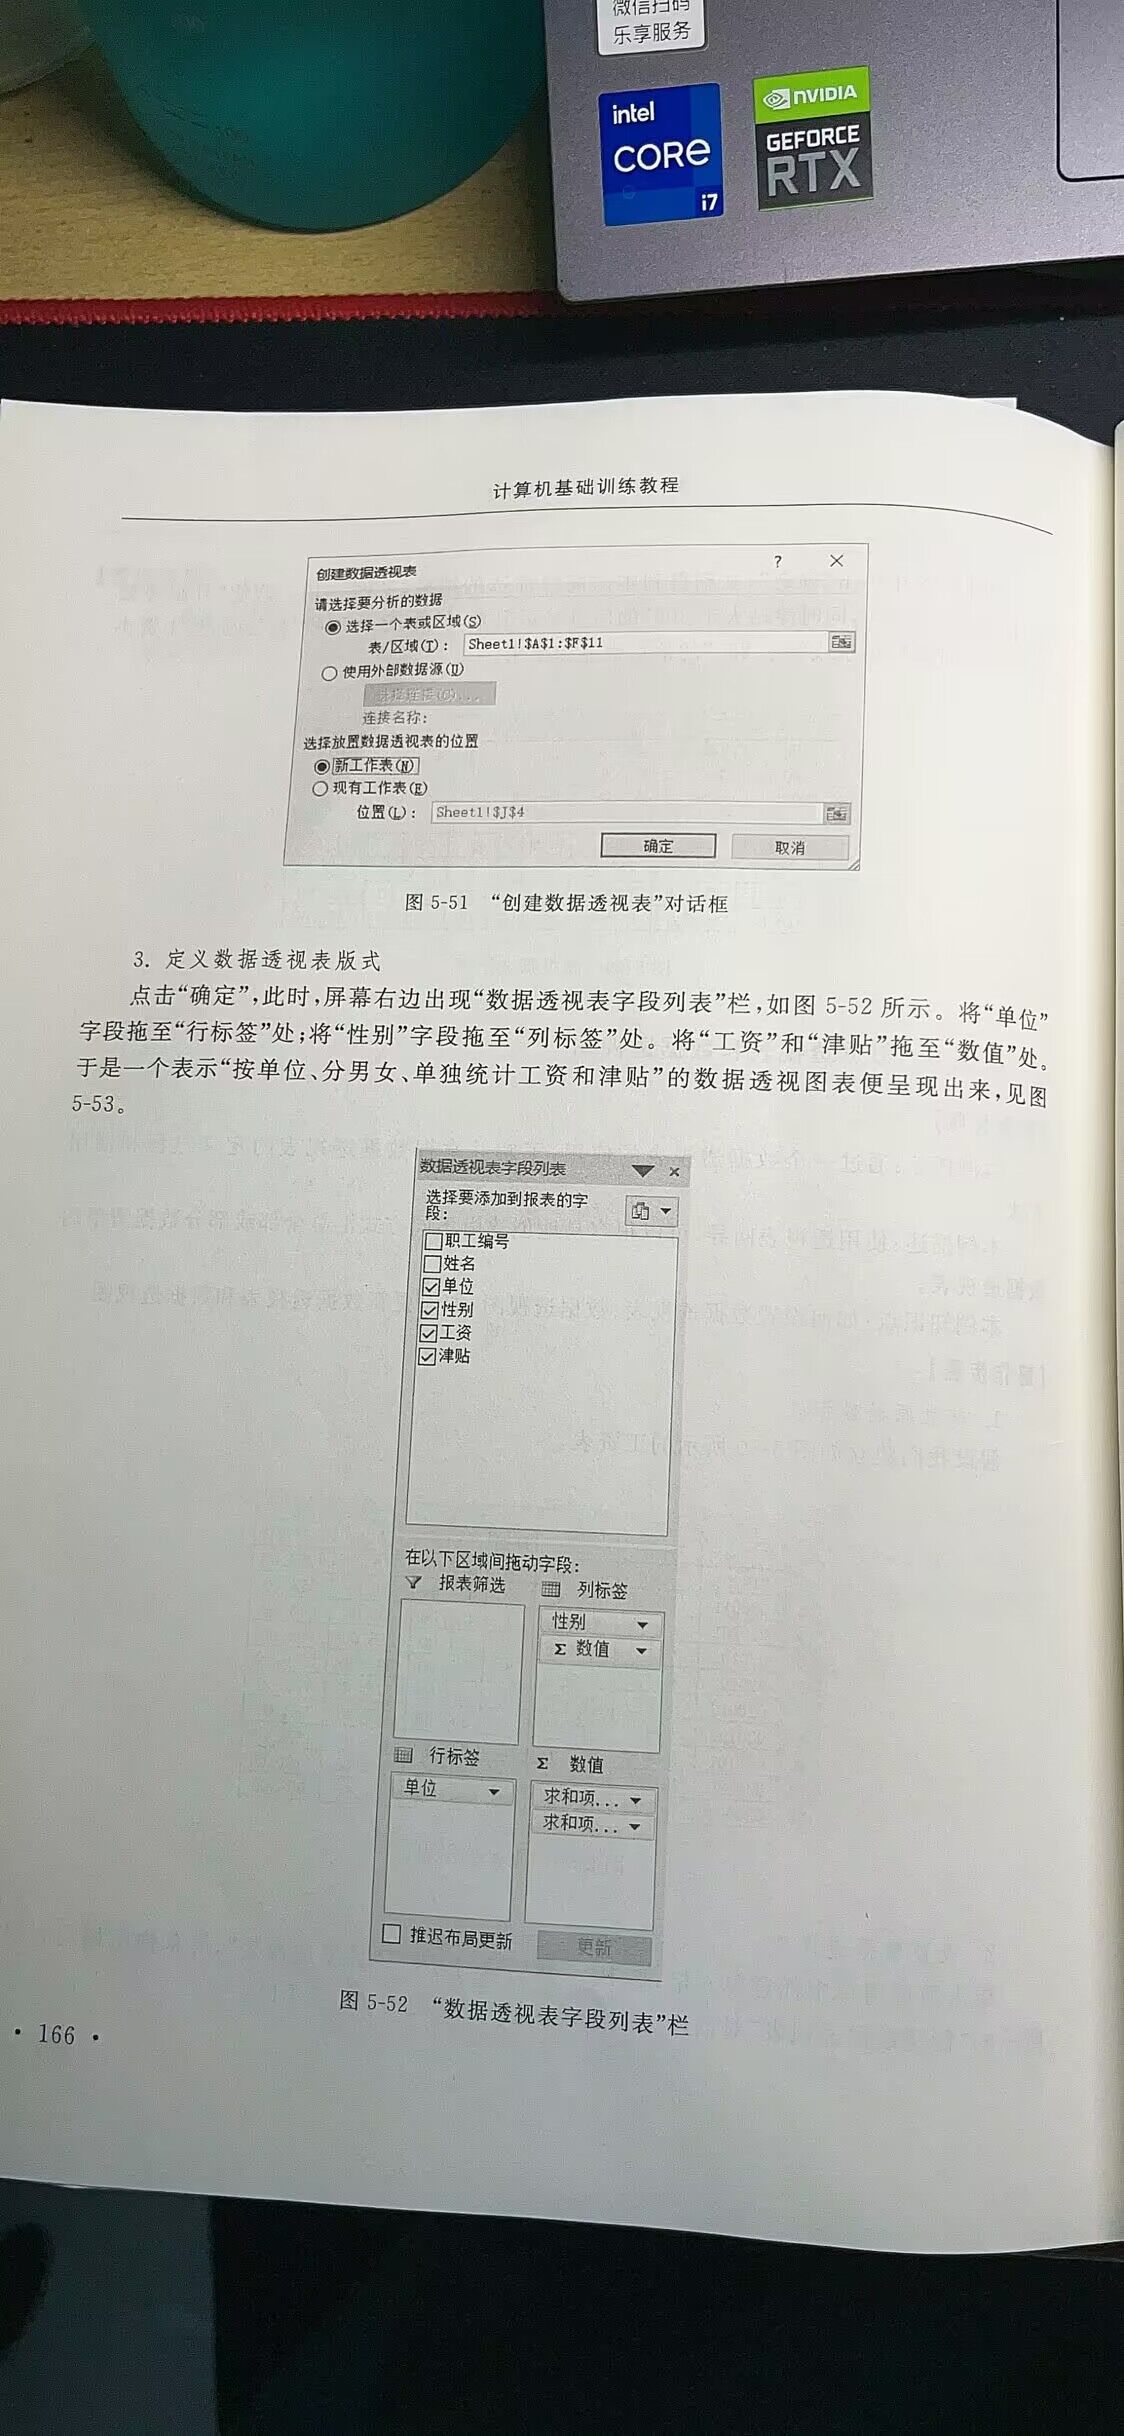 微信扫码
乐享服务
intel
CORE
i7
NVIDIA
GEFORCE
RTX
计算机基础训练教程
创建数据透视表 ? ×
请选择要分析的数据
选择一个表或区域(S)
表/区域(T): Sheet1!$A$1:$F$11
使用外部数据源(U)
选择连接(C)...
连接名称:
选择放置数据透视表的位置
新工作表(N)
现有工作表(E)
位置(L): Sheet1!$J$4
确定 取消
图 5-51 “创建数据透视表”对话框
3. 定义数据透视表版式
点击“确定”,此时,屏幕右边出现“数据透视表字段列表”栏,如图 5-52 所示。将“单位”
字段拖至“行标签”处;将“性别”字段拖至“列标签”处。将“工资”和“津贴”拖至“数值”处。
于是一个表示“按单位、分男女、单独统计工资和津贴”的数据透视图表便呈现出来,见图
5-53。
数据透视表字段列表 ×
选择要添加到报表的字
段:
职工编号
姓名
单位
性别
工资
津贴
在以下区域间拖动字段:
报表筛选 列标签
性别
Σ 数值
行标签 Σ 数值
单位 求和项...
求和项...
推迟布局更新 更新
图 5-52 “数据透视表字段列表”栏
· 166 ·